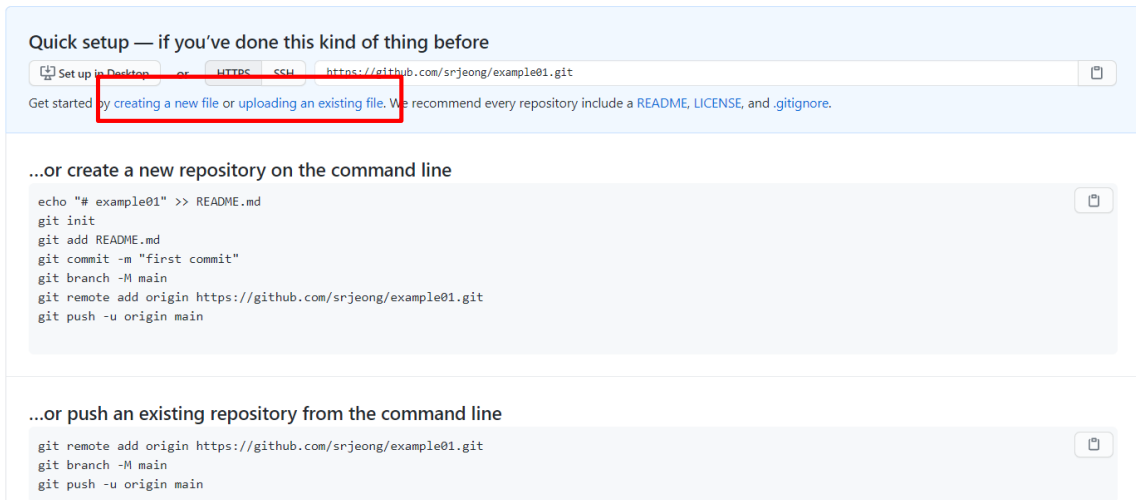 Quick setup — if you’ve done this kind of thing before
Set up in Desktop or HTTPS SSH https://github.com/srjeong/example01.git
Get started by creating a new file or uploading an existing file. We recommend every repository include a README, LICENSE, and .gitignore.
…or create a new repository on the command line
echo "# example01" >> README.md
git init
git add README.md
git commit -m "first commit"
git branch -M main
git remote add origin https://github.com/srjeong/example01.git
git push -u origin main
…or push an existing repository from the command line
git remote add origin https://github.com/srjeong/example01.git
git branch -M main
git push -u origin main